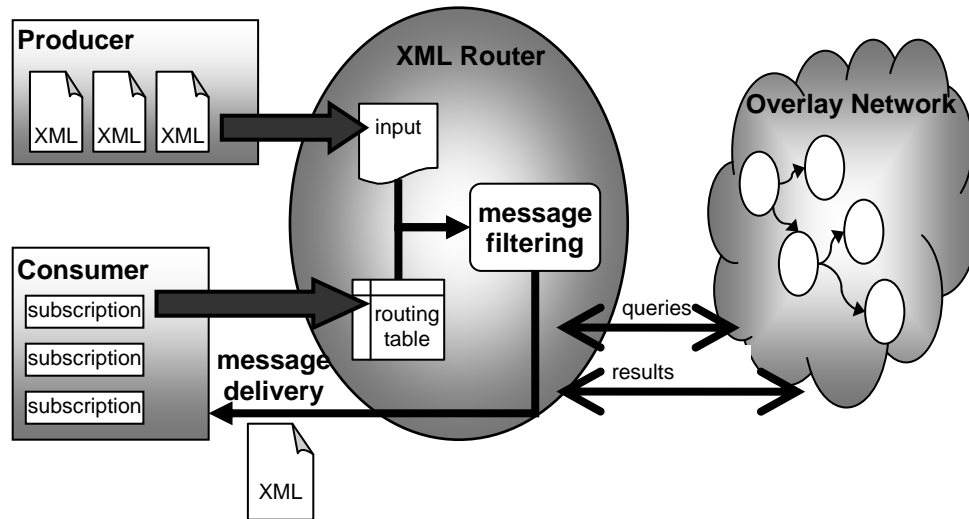 Producer
XML
XML
XML
XML Router
input
message
filtering
Overlay Network
Consumer
subscription
subscription
subscription
routing
table
message
delivery
XML
queries
results